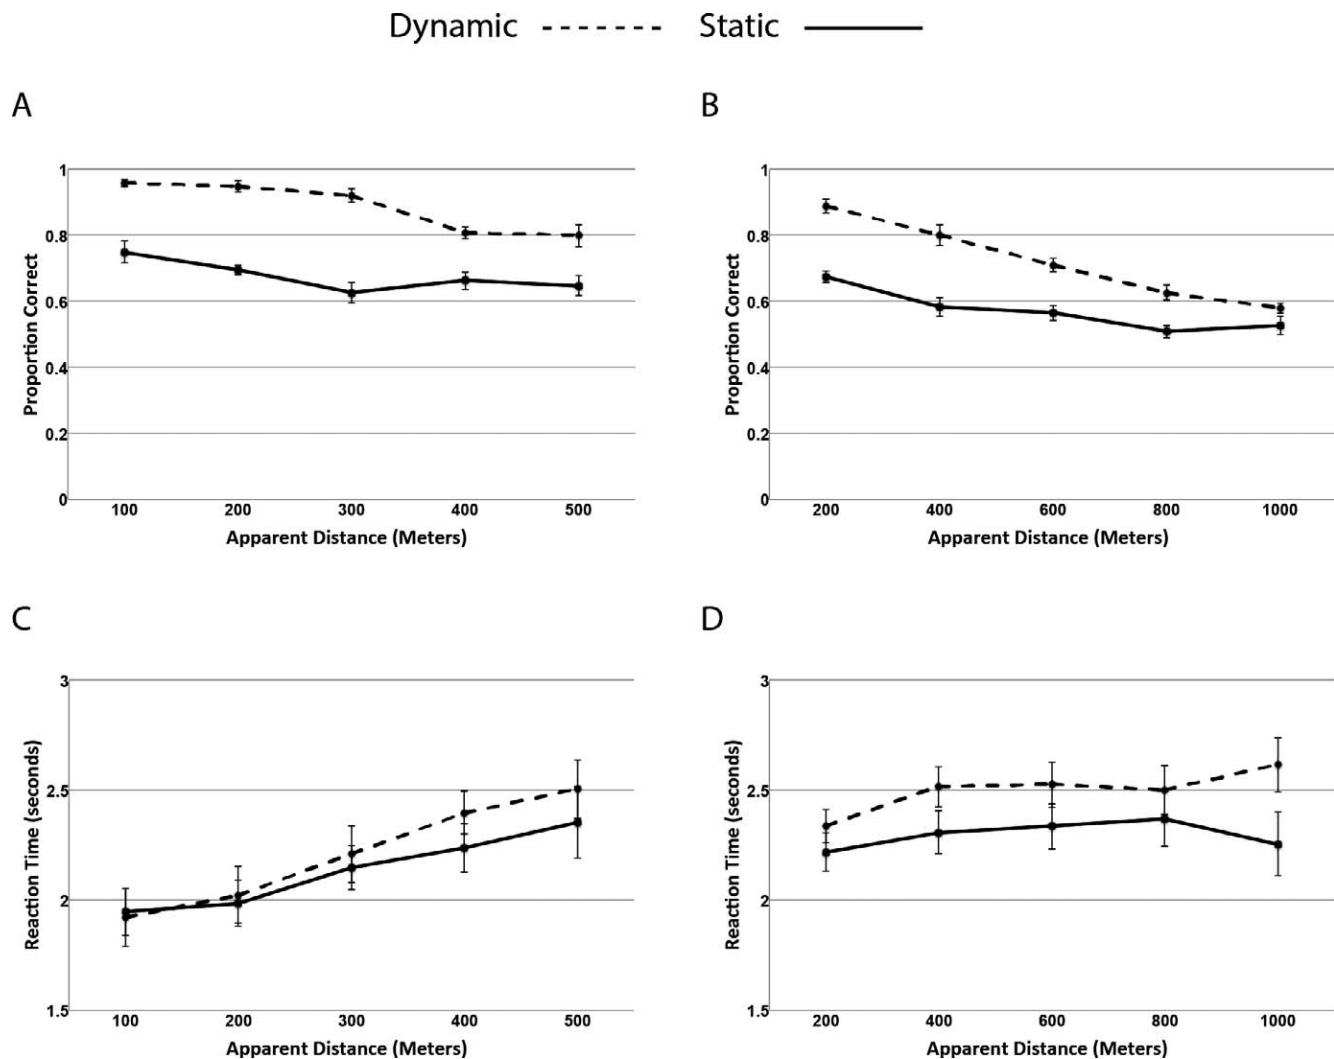 Dynamic Static
A
1
0.8
0.6
0.4
0.2
0
Proportion Correct
100 200 300 400 500
Apparent Distance (Meters)
B
1
0.8
0.6
0.4
0.2
0
Proportion Correct
200 400 600 800 1000
Apparent Distance (Meters)
C
3
2.5
2
1.5
Reaction Time (seconds)
100 200 300 400 500
Apparent Distance (Meters)
D
3
2.5
2
1.5
Reaction Time (seconds)
200 400 600 800 1000
Apparent Distance (Meters)